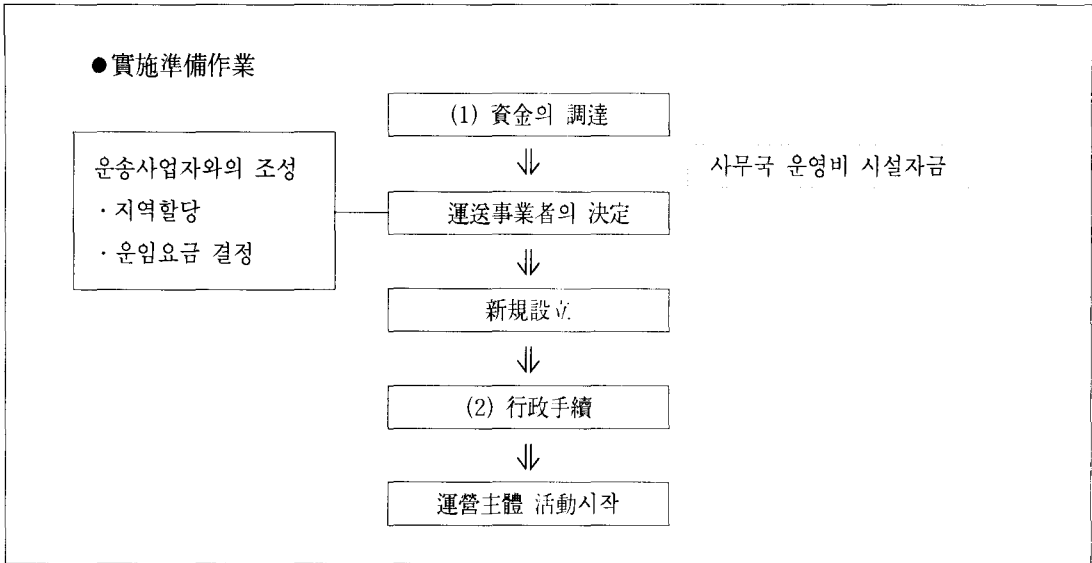 ●實施準備作業
(1) 資金의 調達
운송사업자와의 조성
· 지역할당
· 운임요금 결정
사무국 운영비 시설자금
運送事業者의 決定
新規設立
(2) 行政手續
運營主體 活動시작